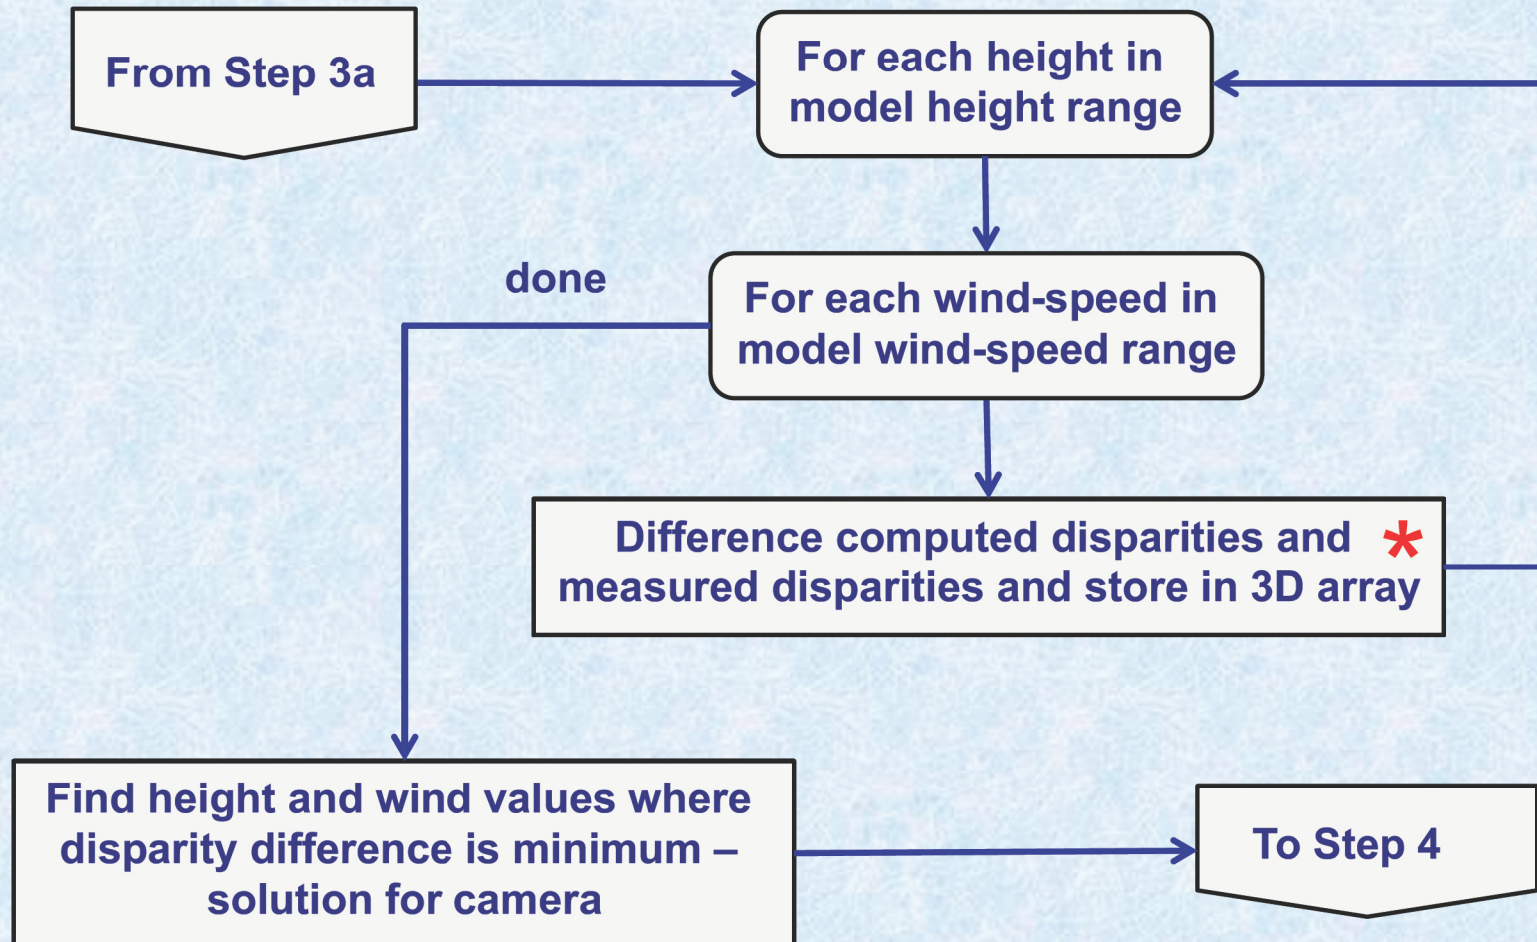 From Step 3a
For each height in
model height range
done
For each wind-speed in
model wind-speed range
Difference computed disparities and *
measured disparities and store in 3D array
Find height and wind values where
disparity difference is minimum –
solution for camera
To Step 4